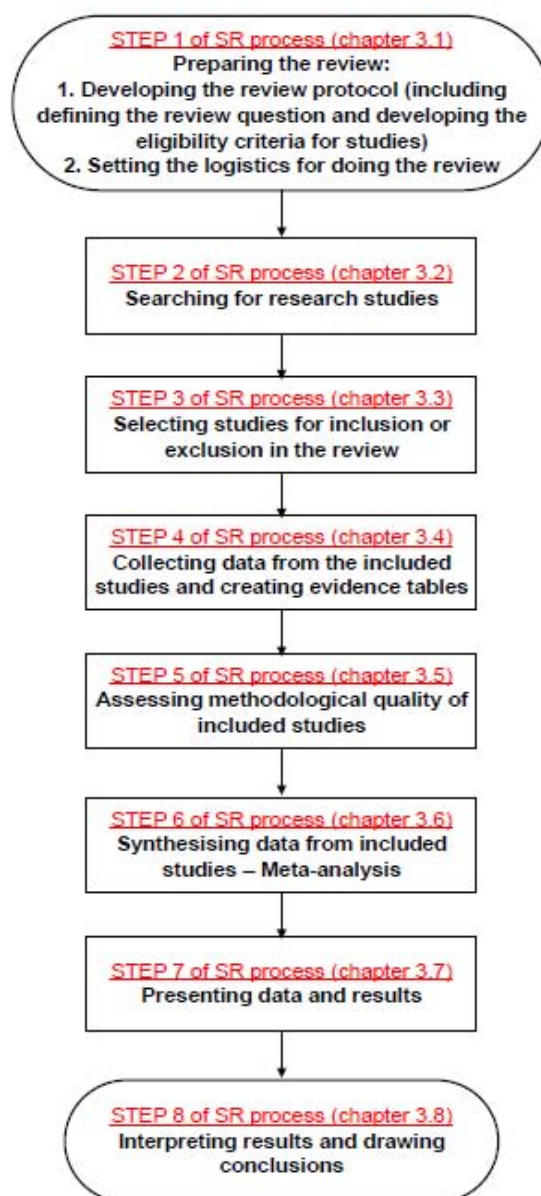 STEP 1 of SR process (chapter 3.1)
Preparing the review:
1. Developing the review protocol (including
defining the review question and developing the
eligibility criteria for studies)
2. Setting the logistics for doing the review
STEP 2 of SR process (chapter 3.2)
Searching for research studies
STEP 3 of SR process (chapter 3.3)
Selecting studies for inclusion or
exclusion in the review
STEP 4 of SR process (chapter 3.4)
Collecting data from the included
studies and creating evidence tables
STEP 5 of SR process (chapter 3.5)
Assessing methodological quality of
included studies
STEP 6 of SR process (chapter 3.6)
Synthesising data from included
studies – Meta-analysis
STEP 7 of SR process (chapter 3.7)
Presenting data and results
STEP 8 of SR process (chapter 3.8)
Interpreting results and drawing
conclusions